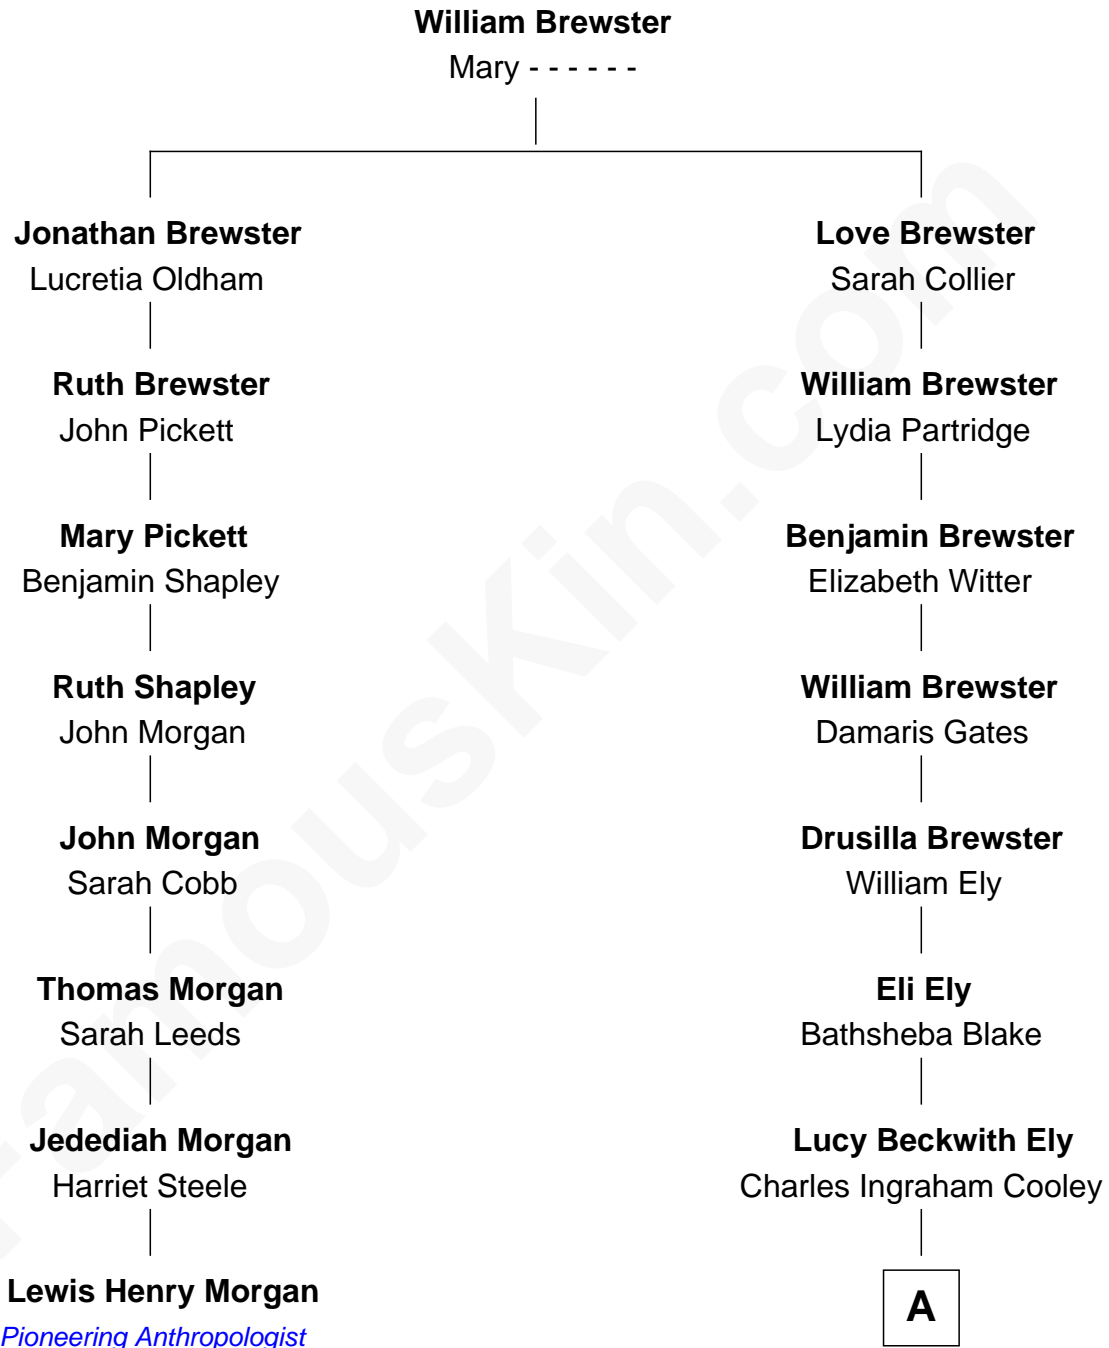 William Brewster
Mary - - - - - -
Jonathan Brewster
Lucretia Oldham
Love Brewster
Sarah Collier
Ruth Brewster
John Pickett
William Brewster
Lydia Partridge
Mary Pickett
Benjamin Shapley
Benjamin Brewster
Elizabeth Witter
Ruth Shapley
John Morgan
William Brewster
Damaris Gates
John Morgan
Sarah Cobb
Drusilla Brewster
William Ely
Thomas Morgan
Sarah Leeds
Eli Ely
Bathsheba Blake
Jedediah Morgan
Harriet Steele
Lucy Beckwith Ely
Charles Ingraham Cooley
Lewis Henry Morgan
Pioneering Anthropologist
A
FamousKin.com